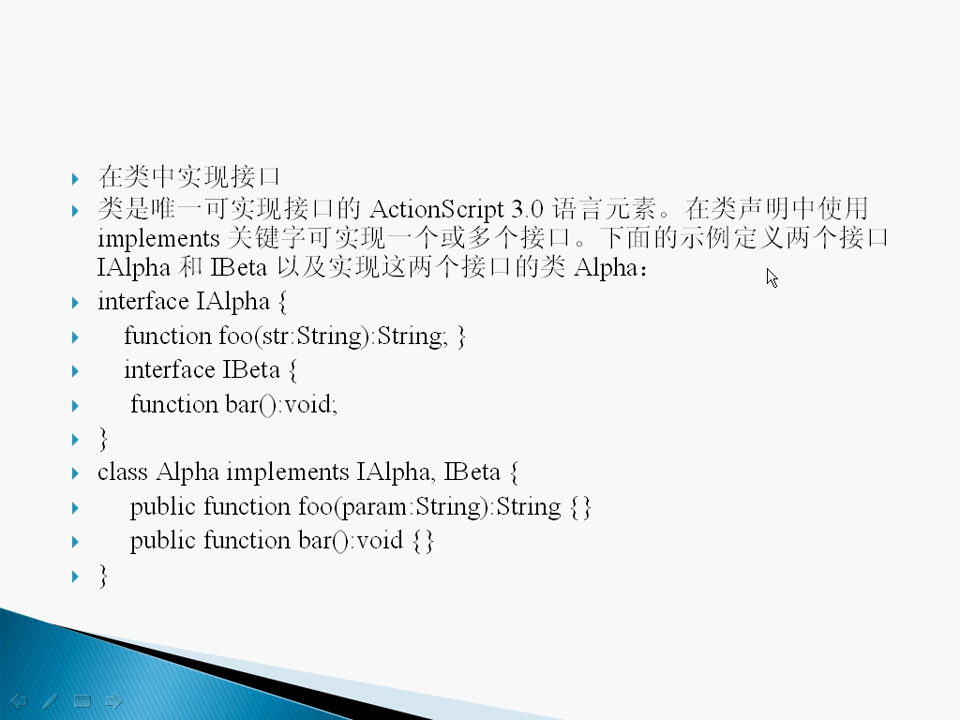 在类中实现接口
类是唯一可实现接口的 ActionScript 3.0 语言元素。在类声明中使用
implements 关键字可实现一个或多个接口。下面的示例定义两个接口
IAlpha 和 IBeta 以及实现这两个接口的类 Alpha：
interface IAlpha {
function foo(str:String):String; }
interface IBeta {
function bar():void;
}
class Alpha implements IAlpha, IBeta {
public function foo(param:String):String {}
public function bar():void {}
}